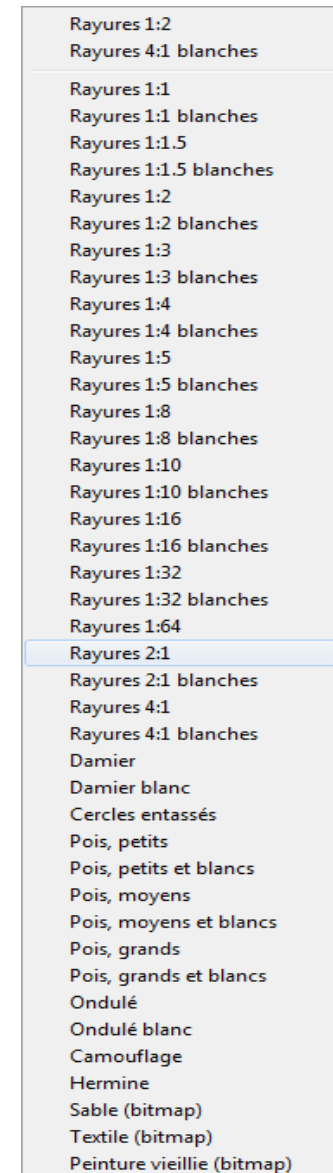 Rayures 1:2
Rayures 4:1 blanches
Rayures 1:1
Rayures 1:1 blanches
Rayures 1:1.5
Rayures 1:1.5 blanches
Rayures 1:2
Rayures 1:2 blanches
Rayures 1:3
Rayures 1:3 blanches
Rayures 1:4
Rayures 1:4 blanches
Rayures 1:5
Rayures 1:5 blanches
Rayures 1:8
Rayures 1:8 blanches
Rayures 1:10
Rayures 1:10 blanches
Rayures 1:16
Rayures 1:16 blanches
Rayures 1:32
Rayures 1:32 blanches
Rayures 1:64
Rayures 2:1
Rayures 2:1 blanches
Rayures 4:1
Rayures 4:1 blanches
Damier
Damier blanc
Cercles entassés
Pois, petits
Pois, petits et blancs
Pois, moyens
Pois, moyens et blancs
Pois, grands
Pois, grands et blancs
Ondulé
Ondulé blanc
Camouflage
Hermine
Sable (bitmap)
Textile (bitmap)
Peinture vieillie (bitmap)